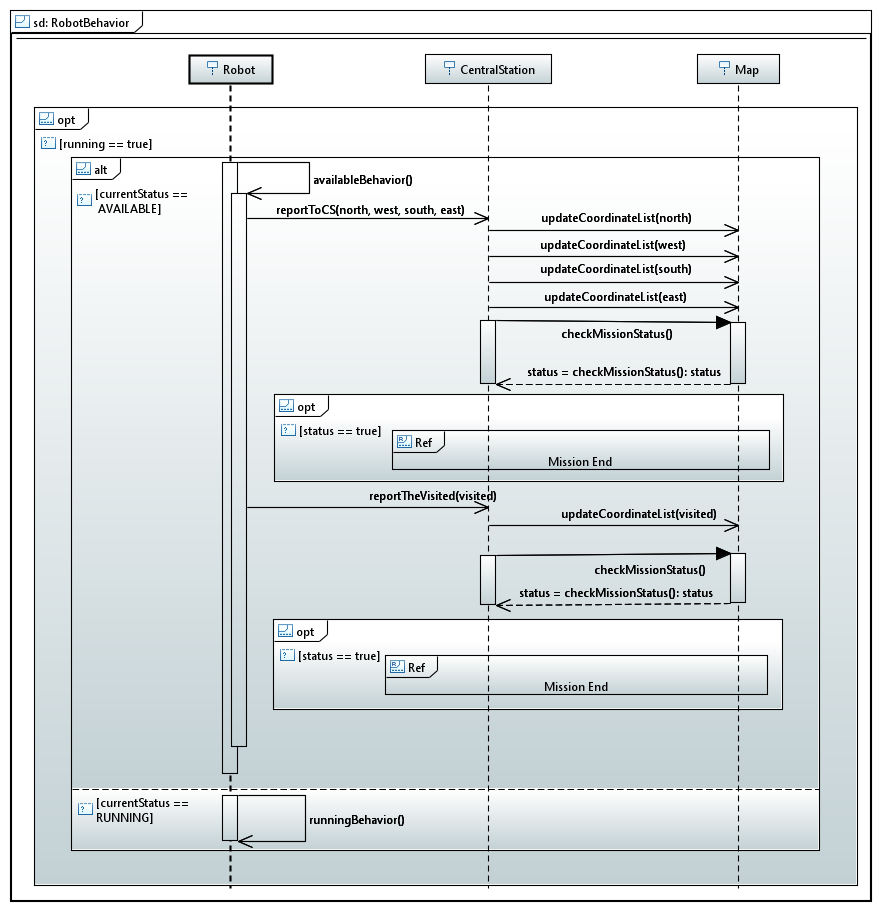 sd: RobotBehavior
Robot
CentralStation
Map
opt
[running == true]
alt
[currentStatus ==
AVAILABLE]
availableBehavior()
reportToCS(north, west, south, east)
updateCoordinateList(north)
updateCoordinateList(west)
updateCoordinateList(south)
updateCoordinateList(east)
checkMissionStatus()
status = checkMissionStatus(): status
opt
[status == true]
Ref
Mission End
reportTheVisited(visited)
updateCoordinateList(visited)
checkMissionStatus()
status = checkMissionStatus(): status
opt
[status == true]
Ref
Mission End
[currentStatus ==
RUNNING]
runningBehavior()